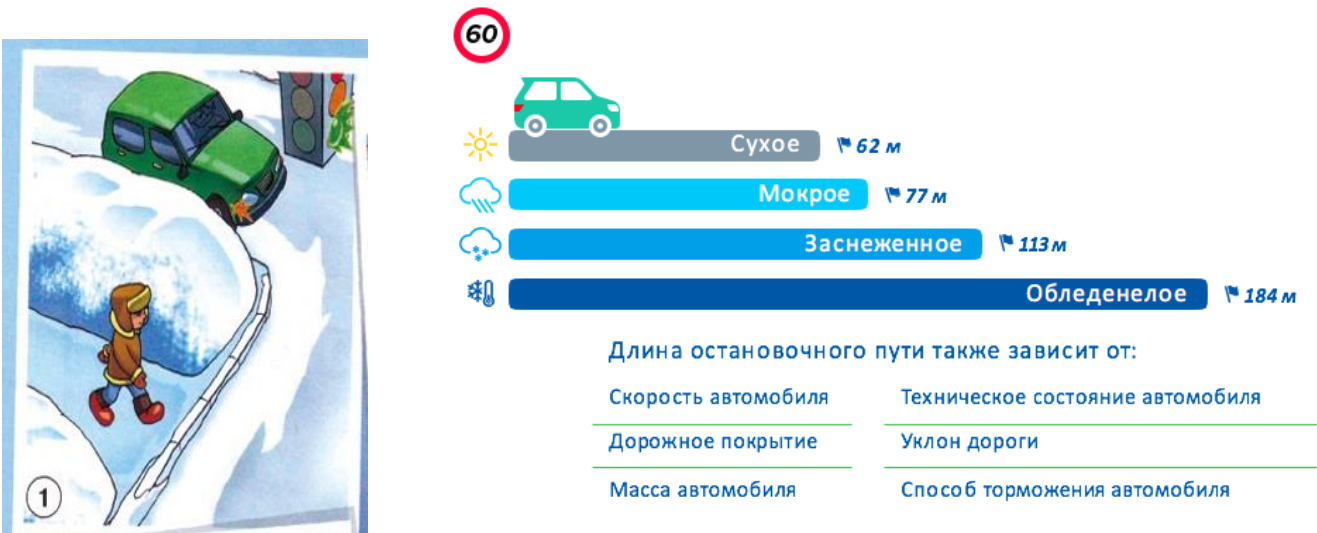 60
Сухое 62 м
Мокрое 77 м
Заснеженное 113 м
Обледенелое 184 м
Длина остановочного пути также зависит от:
Скорость автомобиля Техническое состояние автомобиля
Дорожное покрытие Уклон дороги
Масса автомобиля Способ торможения автомобиля
1